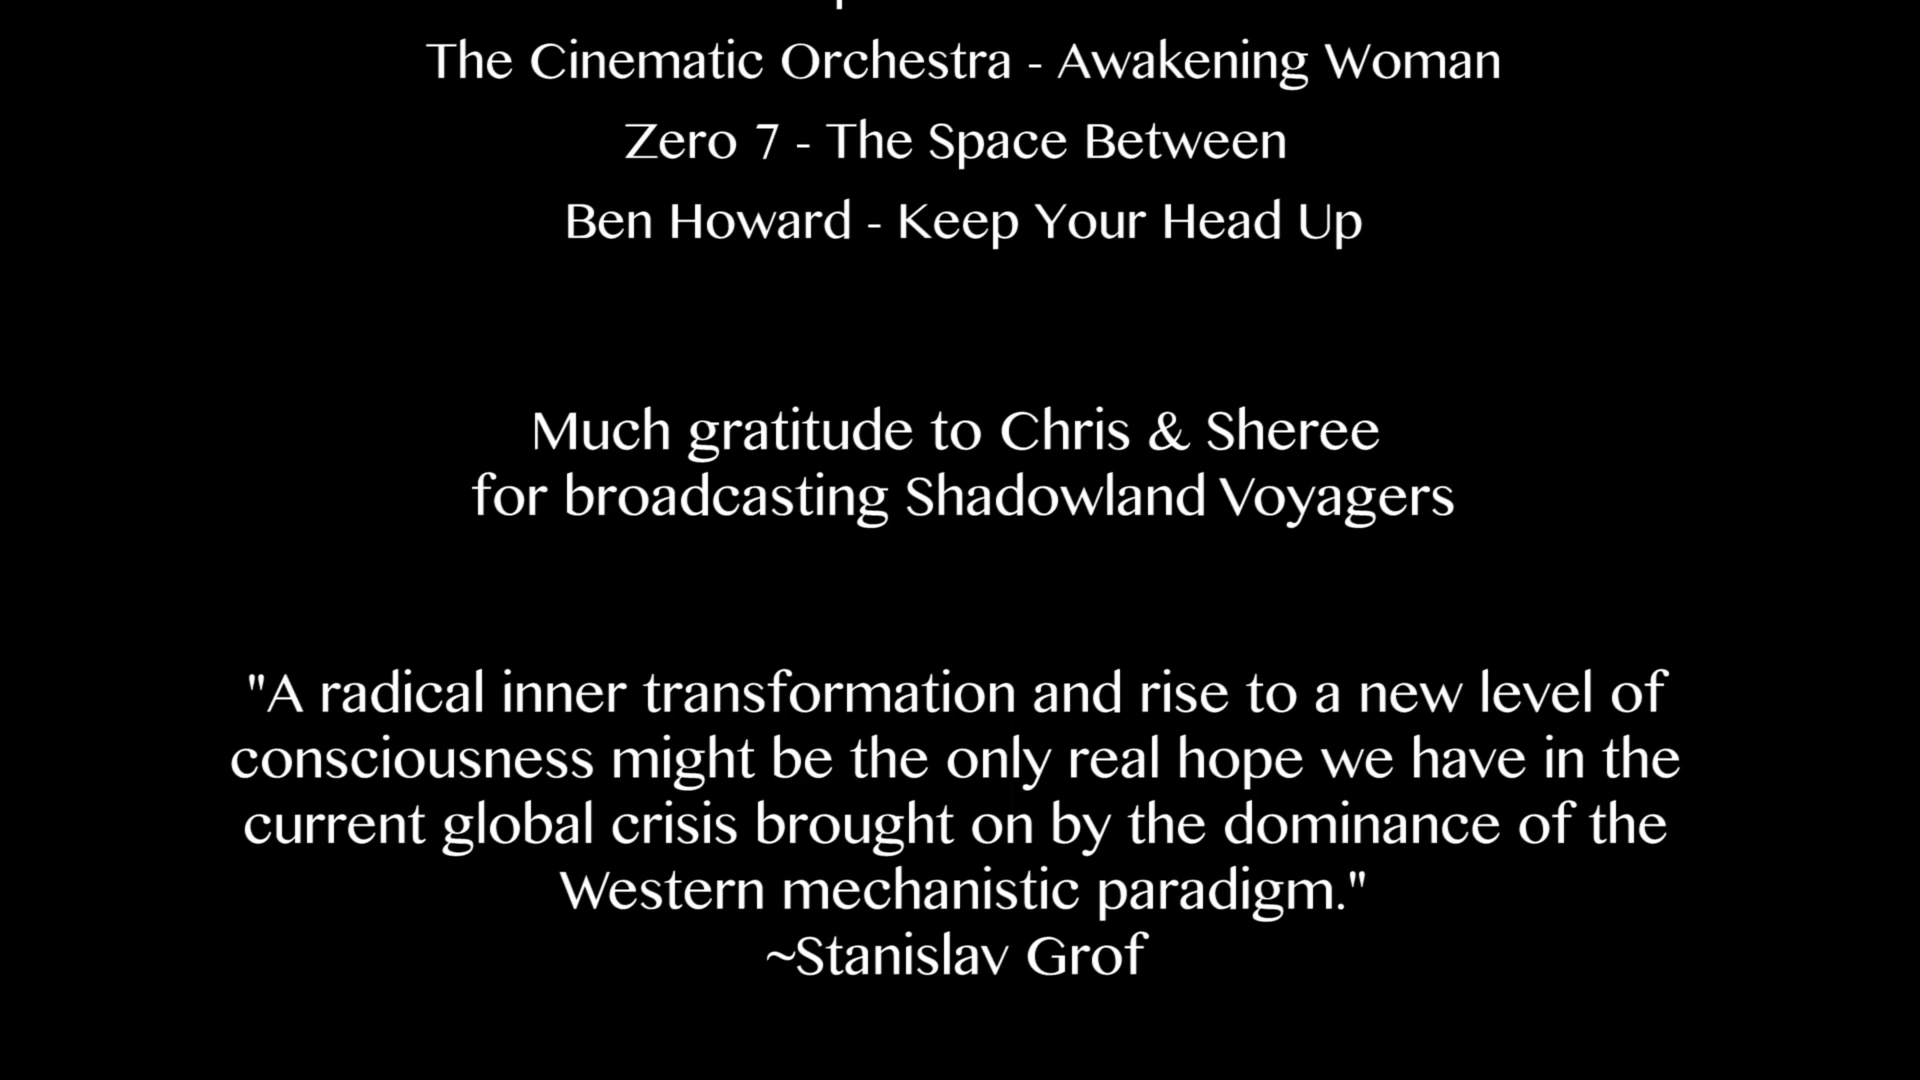 The Cinematic Orchestra - Awakening Woman
Zero 7 - The Space Between
Ben Howard - Keep Your Head Up
Much gratitude to Chris & Sheree
for broadcasting Shadowland Voyagers
"A radical inner transformation and rise to a new level of
consciousness might be the only real hope we have in the
current global crisis brought on by the dominance of the
Western mechanistic paradigm."
~Stanislav Grof